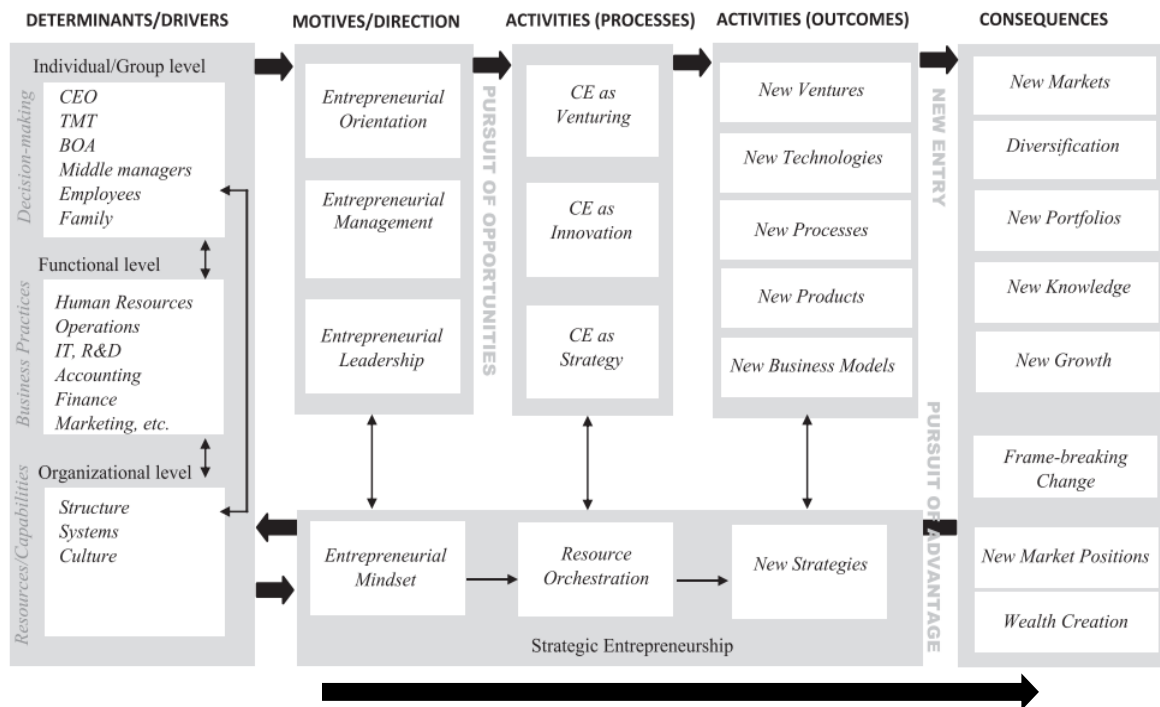 DETERMINANTS/DRIVERS
MOTIVES/DIRECTION
ACTIVITIES (PROCESSES)
ACTIVITIES (OUTCOMES)
CONSEQUENCES
Individual/Group level
Decision-making
CEO
TMT
BOA
Middle managers
Employees
Family
Functional level
Business Practices
Human Resources
Operations
IT, R&D
Accounting
Finance
Marketing, etc.
Organizational level
Resources/Capabilities
Structure
Systems
Culture
Entrepreneurial
Orientation
Entrepreneurial
Management
Entrepreneurial
Leadership
PURSUIT OF OPPORTUNITIES
CE as
Venturing
CE as
Innovation
CE as
Strategy
New Ventures
New Technologies
New Processes
New Products
New Business Models
NEW ENTRY
PURSUIT OF ADVANTAGE
New Markets
Diversification
New Portfolios
New Knowledge
New Growth
Frame-breaking
Change
New Market Positions
Wealth Creation
Entrepreneurial
Mindset
Resource
Orchestration
New Strategies
Strategic Entrepreneurship